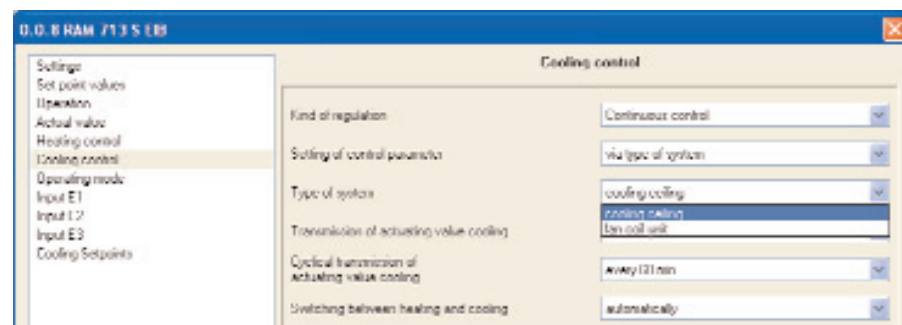 0.0.8 RAM 713 S EIB
Cooling control
Settings
Set point values
Operation
Actual value
Heating control
Cooling control
Operating mode
Input E1
Input E2
Input E3
Cooling Setpoints
Kind of regulation
Continuous control
Setting of control parameter
via type of system
Type of system
cooling ceiling
cooling ceiling
fan coil unit
Transmission of actuating value cooling
Cyclical transmission of
actuating value cooling
every min
Switching between heating and cooling
automatically